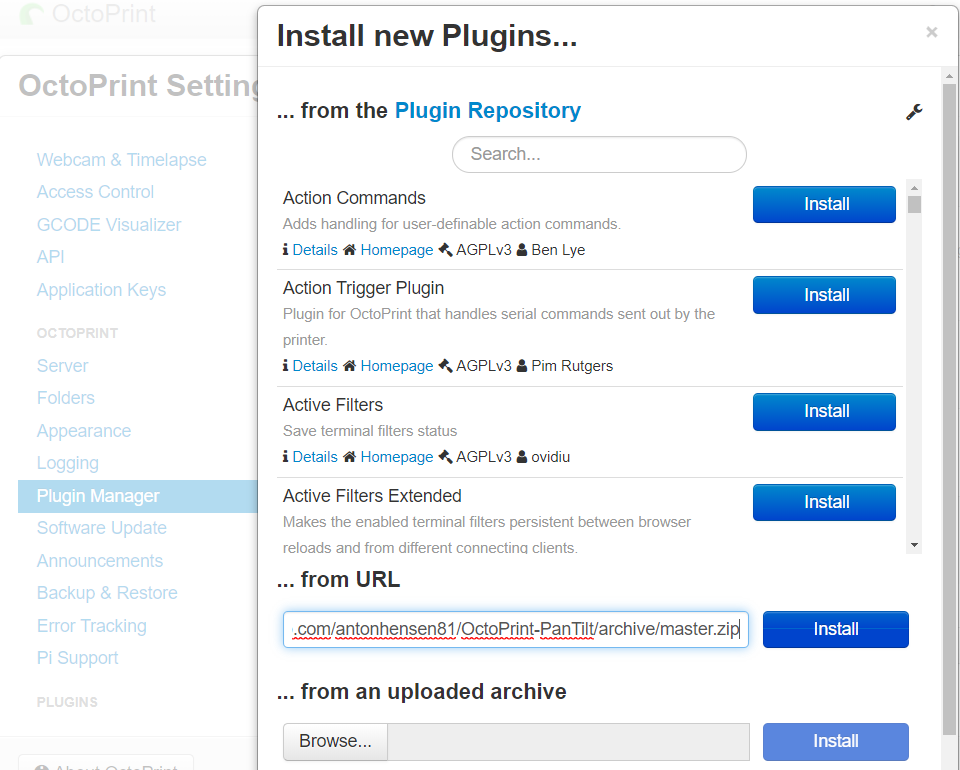 OctoPrint
Install new Plugins...
×
OctoPrint Setting
... from the Plugin Repository
Search...
Webcam & Timelapse
Access Control
GCODE Visualizer
API
Application Keys
OCTOPRINT
Server
Folders
Appearance
Logging
Plugin Manager
Software Update
Announcements
Backup & Restore
Error Tracking
Pi Support
PLUGINS
About OctoPrint
Action Commands
Install
Adds handling for user-definable action commands.
Details Homepage AGPLv3 Ben Lye
Action Trigger Plugin
Install
Plugin for OctoPrint that handles serial commands sent out by the
printer.
Details Homepage AGPLv3 Pim Rutgers
Active Filters
Install
Save terminal filters status
Details Homepage AGPLv3 ovidiu
Active Filters Extended
Install
Makes the enabled terminal filters persistent between browser
reloads and from different connecting clients.
... from URL
.com/antonhensen81/OctoPrint-PanTilt/archive/master.zip
Install
... from an uploaded archive
Browse...
Install